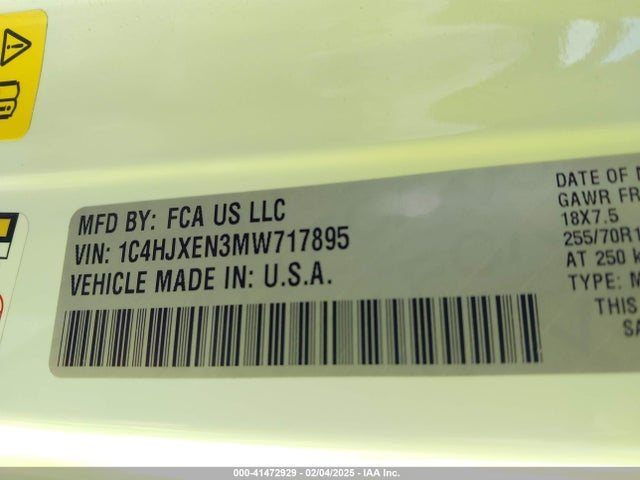 MFD BY: FCA US LLC
VIN: 1C4HJXEN3MW717895
VEHICLE MADE IN: U.S.A.
DATE OF
GAWR FR
18X7.5
255/70R1
AT 250
TYPE:
THIS
000-41472929 - 02/04/2025 - IAA Inc.